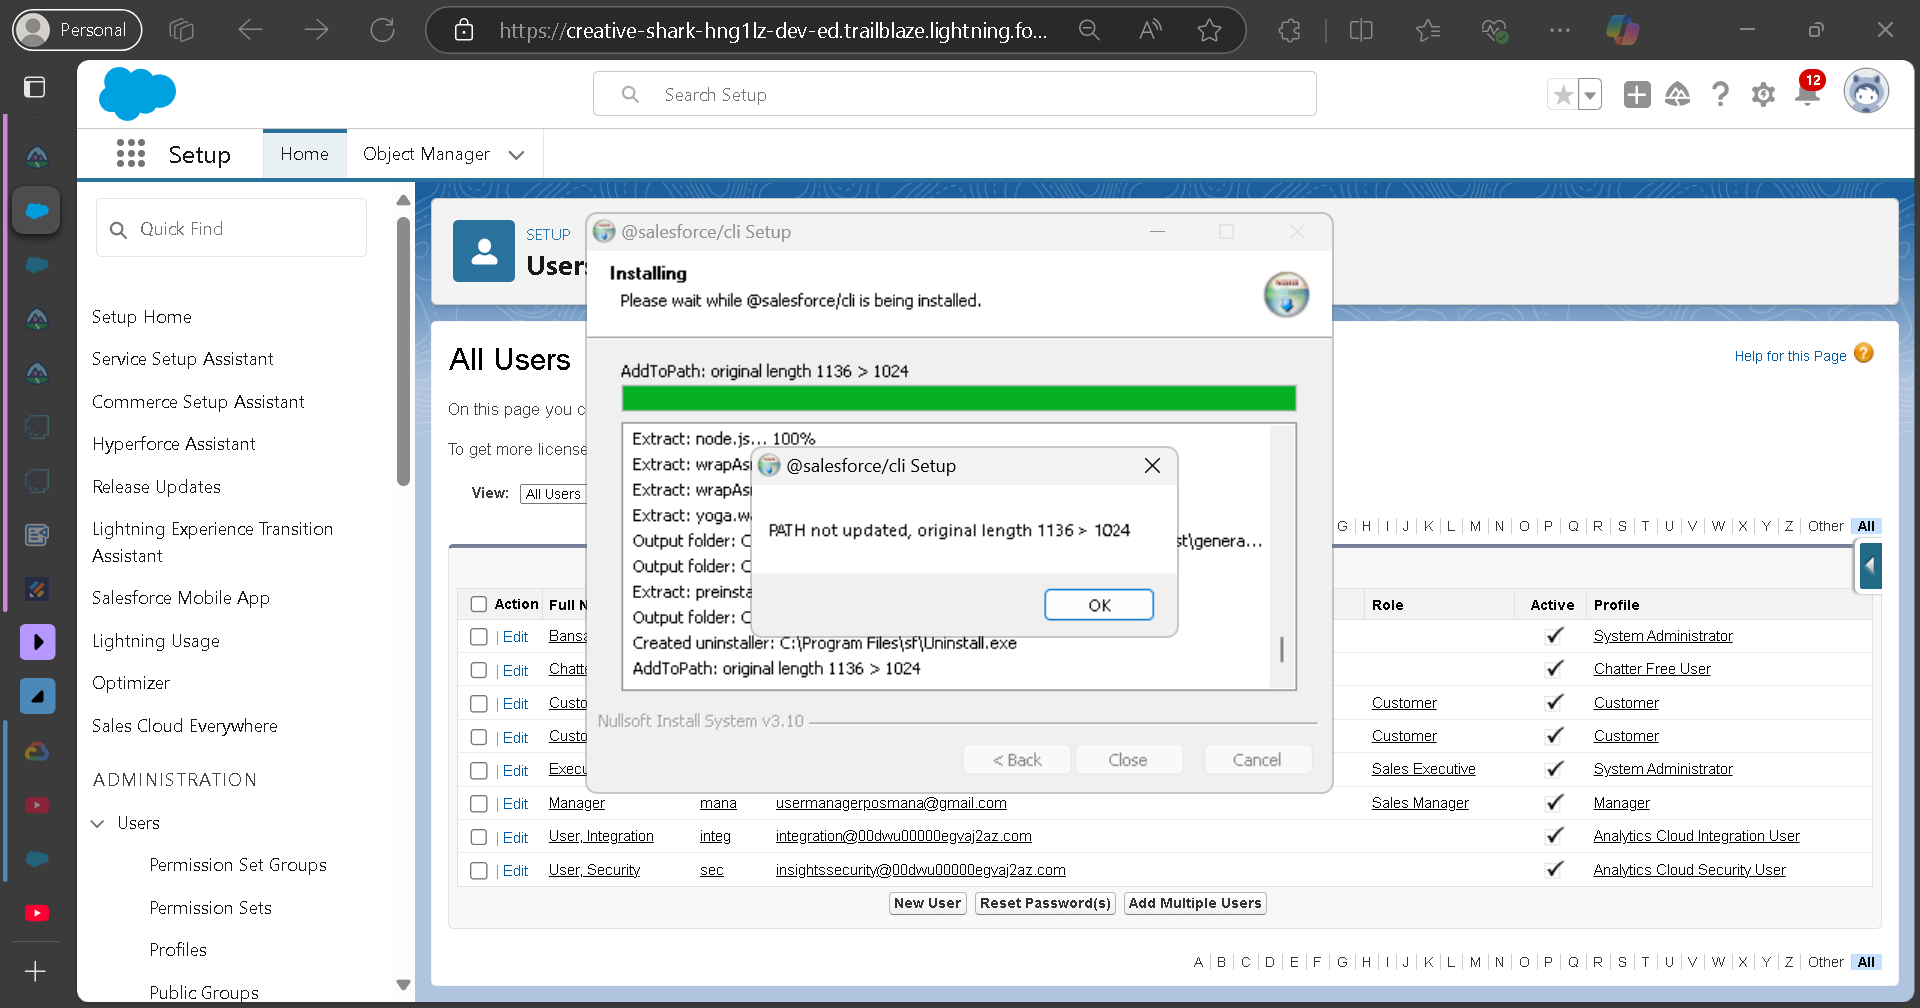 Personal
https://creative-shark-hng1lz-dev-ed.trailblaze.lightning.fo...
Search Setup
12
Setup
Home
Object Manager
Quick Find
Setup Home
Service Setup Assistant
Commerce Setup Assistant
Hyperforce Assistant
Release Updates
Lightning Experience Transition
Assistant
Salesforce Mobile App
Lightning Usage
Optimizer
Sales Cloud Everywhere
ADMINISTRATION
Users
Permission Set Groups
Permission Sets
Profiles
Public Groups
SETUP
Users
All Users
Help for this Page
On this page you c
To get more license
View: All Users
G | H | I | J | K | L | M | N | O | P | Q | R | S | T | U | V | W | X | Y | Z | Other All
Action Full N Role Active Profile
Edit Bansa System Administrator
Edit Chatte Chatter Free User
Edit Custo Customer Customer
Edit Custo Customer Customer
Edit Execu Sales Executive System Administrator
Edit Manager mana usermanagerposmana@gmail.com Sales Manager Manager
Edit User, Integration integ integration@00dwu00000egvaj2az.com Analytics Cloud Integration User
Edit User, Security sec insightssecurity@00dwu00000egvaj2az.com Analytics Cloud Security User
New User Reset Password(s) Add Multiple Users
A | B | C | D | E | F | G | H | I | J | K | L | M | N | O | P | Q | R | S | T | U | V | W | X | Y | Z | Other All
@salesforce/cli Setup
Installing
Please wait while @salesforce/cli is being installed.
AddToPath: original length 1136 > 1024
Extract: node.js... 100%
Extract: wrapAs
Extract: wrapAs
Extract: yoga.wa
Output folder: C st\genera...
Output folder: C
Extract: preinsta
Output folder: C
Created uninstaller: C:\Program Files\sf\Uninstall.exe
AddToPath: original length 1136 > 1024
Nullsoft Install System v3.10
< Back Close Cancel
@salesforce/cli Setup
PATH not updated, original length 1136 > 1024
OK